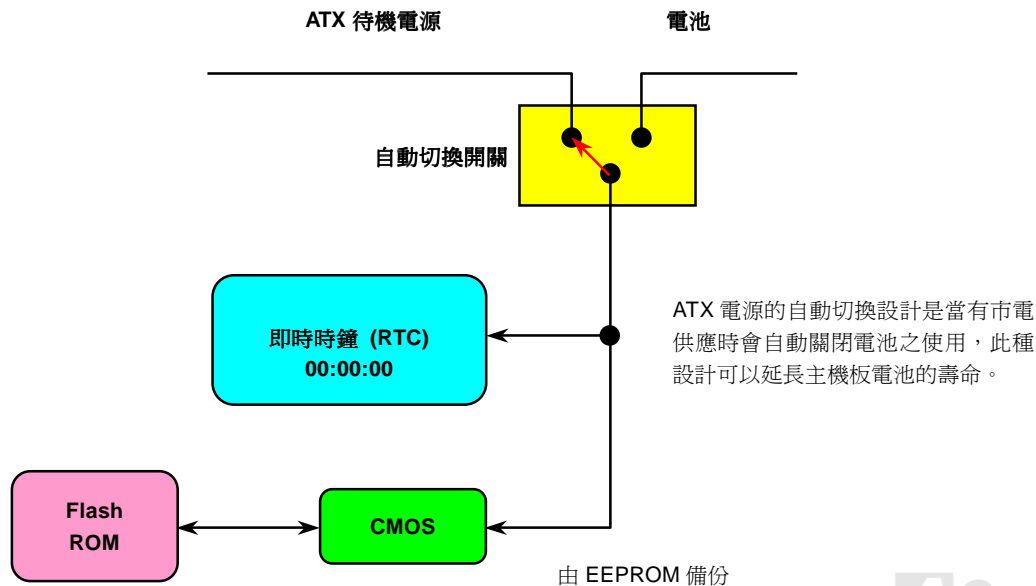 ATX 待機電源
電池
自動切換開關
即時時鐘 (RTC)
00:00:00
ATX 電源的自動切換設計是當有市電
供應時會自動關閉電池之使用，此種
設計可以延長主機板電池的壽命。
Flash
ROM
CMOS
由 EEPROM 備份